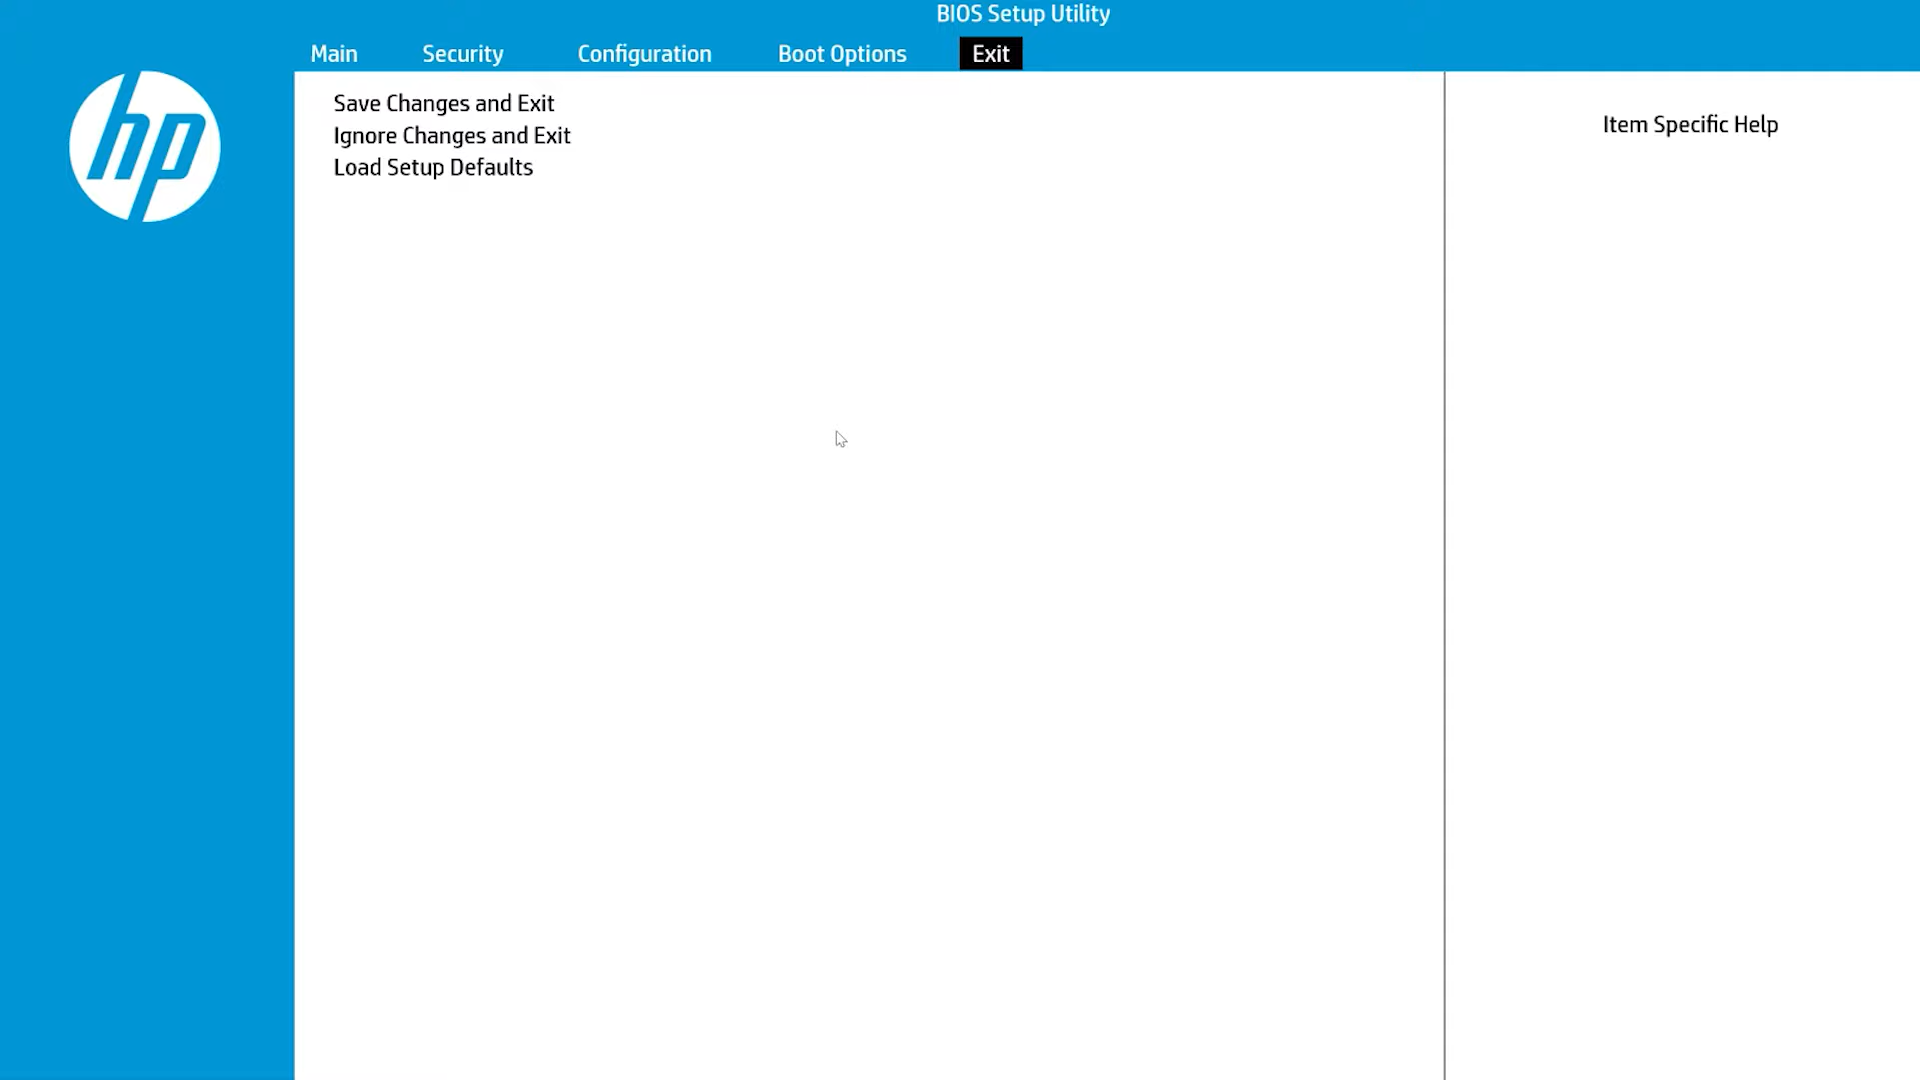 BIOS Setup Utility
Main Security Configuration Boot Options Exit
hp
Save Changes and Exit
Ignore Changes and Exit
Load Setup Defaults
Item Specific Help